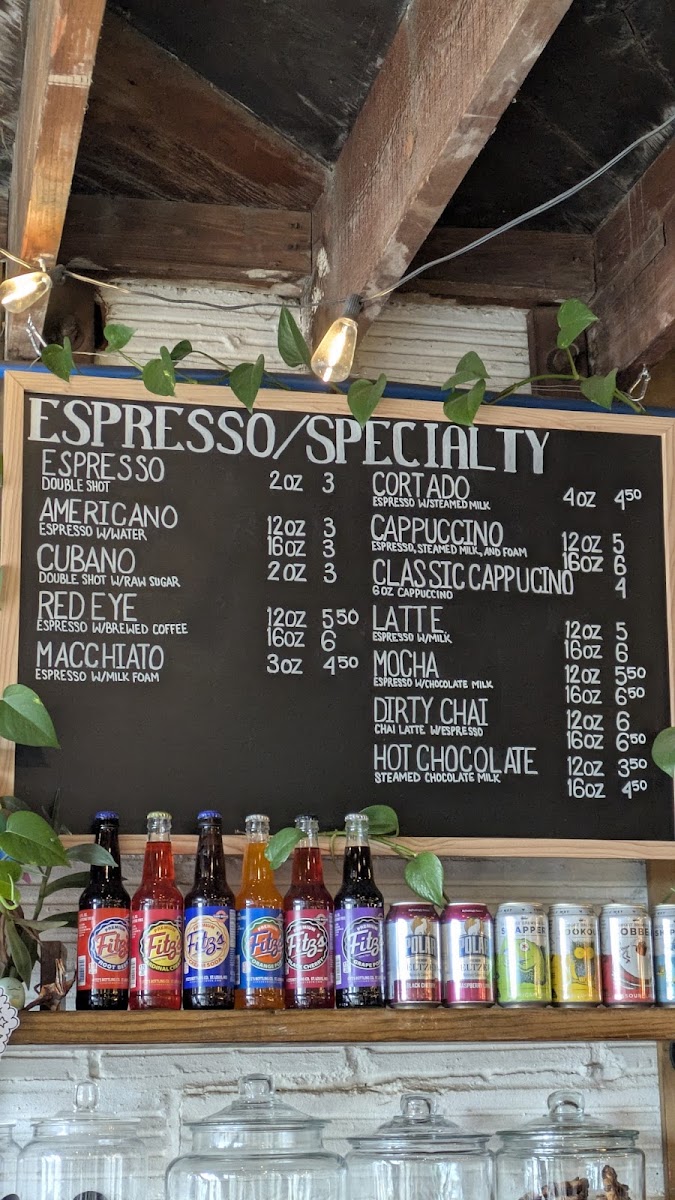 ESPRESSO/SPECIALTY
ESPRESSO 2OZ 3
DOUBLE SHOT
AMERICANO 12OZ 3
ESPRESSO W/WATER 16OZ 3
CUBANO 2OZ 3
DOUBLE SHOT W/RAW SUGAR
RED EYE 12OZ 5⁵⁰
ESPRESSO W/BREWED COFFEE 16OZ 6
MACCHIATO 3OZ 4⁵⁰
ESPRESSO W/MILK FOAM
CORTADO 4OZ 4⁵⁰
ESPRESSO W/STEAMED MILK
CAPPUCCINO 12OZ 5
ESPRESSO, STEAMED MILK, AND FOAM 16OZ 6
CLASSIC CAPPUCINO 4
6OZ CAPPUCCINO
LATTE 12OZ 5
ESPRESSO W/MILK 16OZ 6
MOCHA 12OZ 5⁵⁰
ESPRESSO W/CHOCOLATE MILK 16OZ 6⁵⁰
DIRTY CHAI 12OZ 6
CHAI LATTE W/ESPRESSO 16OZ 6⁵⁰
HOT CHOCOLATE 12OZ 3⁵⁰
STEAMED CHOCOLATE MILK 16OZ 4⁵⁰
Fitz's
Fitz's
Fitz's
Fitz's
Fitz's
Fitz's
POLAR
BLACK CHERRY
POLAR
RASPBERRY